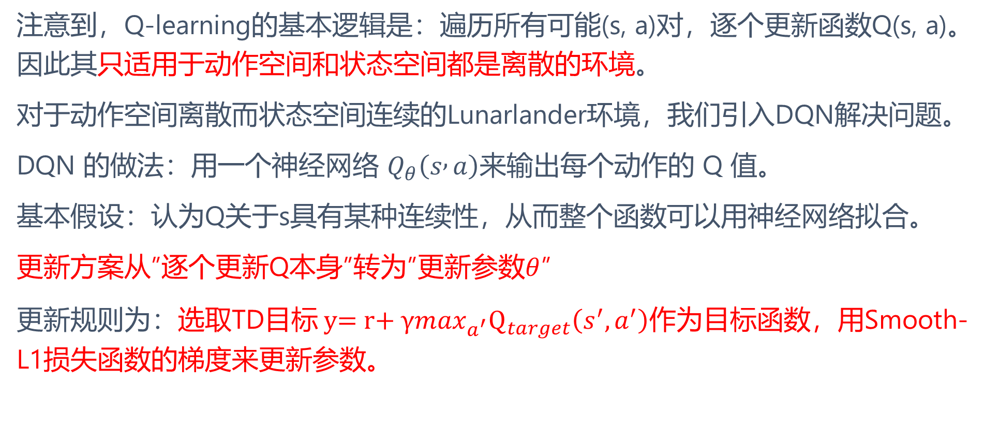 注意到，Q-learning的基本逻辑是：遍历所有可能(s, a)对，逐个更新函数Q(s, a)。
因此其只适用于动作空间和状态空间都是离散的环境。
对于动作空间离散而状态空间连续的Lunarlander环境，我们引入DQN解决问题。
DQN 的做法：用一个神经网络 𝑄_𝜃(𝑠,𝑎)来输出每个动作的 Q 值。
基本假设：认为Q关于s具有某种连续性，从而整个函数可以用神经网络拟合。
更新方案从"逐个更新Q本身"转为"更新参数𝜃"
更新规则为：选取TD目标 y= r+ γ𝑚𝑎𝑥_𝑎′Q_𝑡𝑎𝑟𝑔𝑒𝑡(𝑠′,𝑎′)作为目标函数，用Smooth-
L1损失函数的梯度来更新参数。